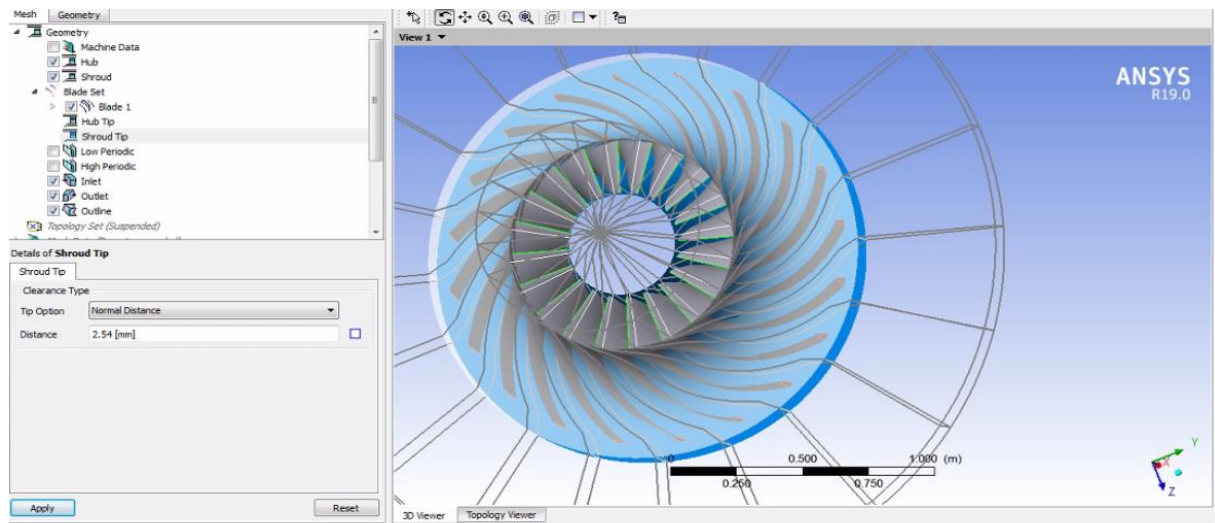 Mesh Geometry
Geometry
Machine Data
Hub
Shroud
Blade Set
Blade 1
Hub Tip
Shroud Tip
Low Periodic
High Periodic
Inlet
Outlet
Outline
Topology Set (Suspended)
Details of Shroud Tip
Shroud Tip
Clearance Type
Tip Option Normal Distance
Distance 2.54 [mm]
Apply Reset
View 1
ANSYS
R19.0
0 0.500 1.000 (m)
0.250 0.750
Y
X
Z
3D Viewer Topology Viewer